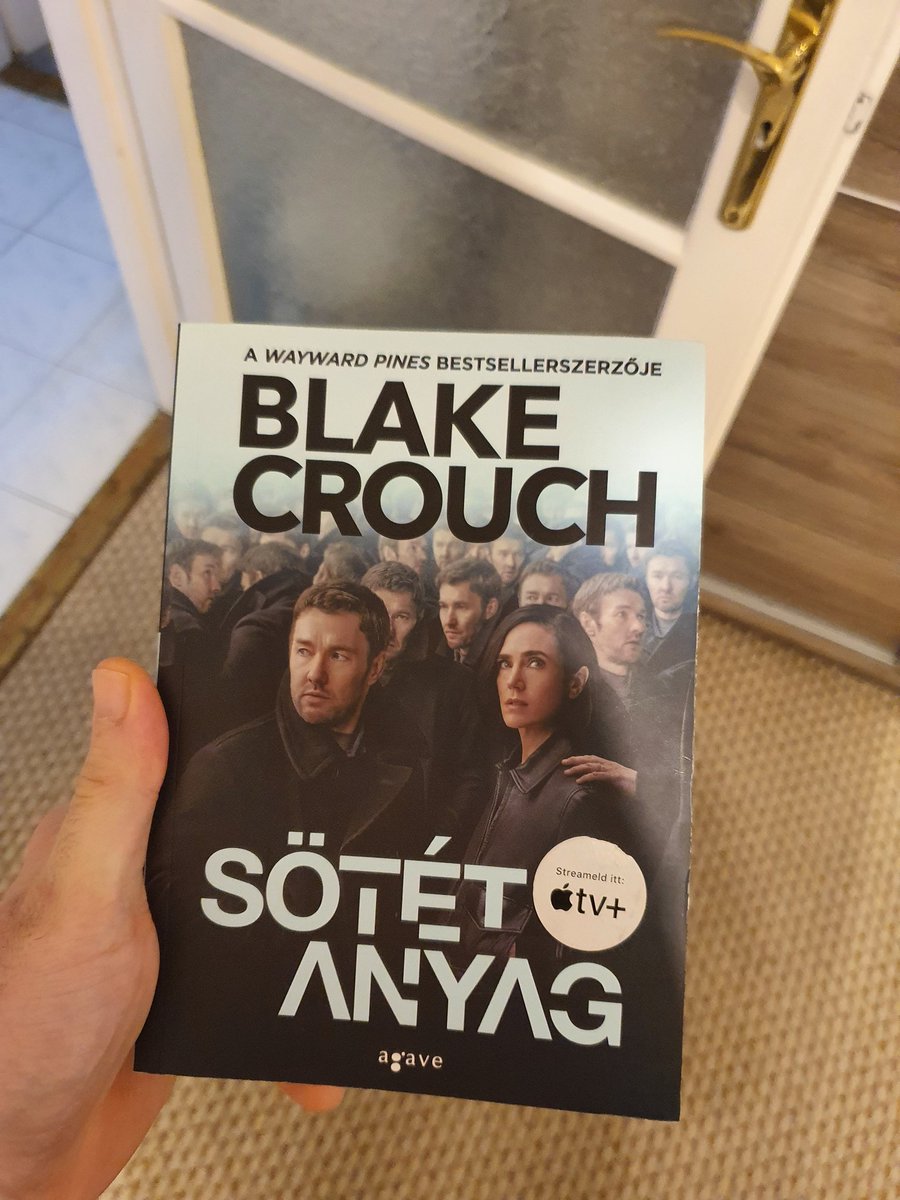 A WAYWARD PINES BESTSELLERSZERZŐJE
BLAKE
CROUCH
SÖTÉT
ANYAG
Streameld itt:
tv+
agave